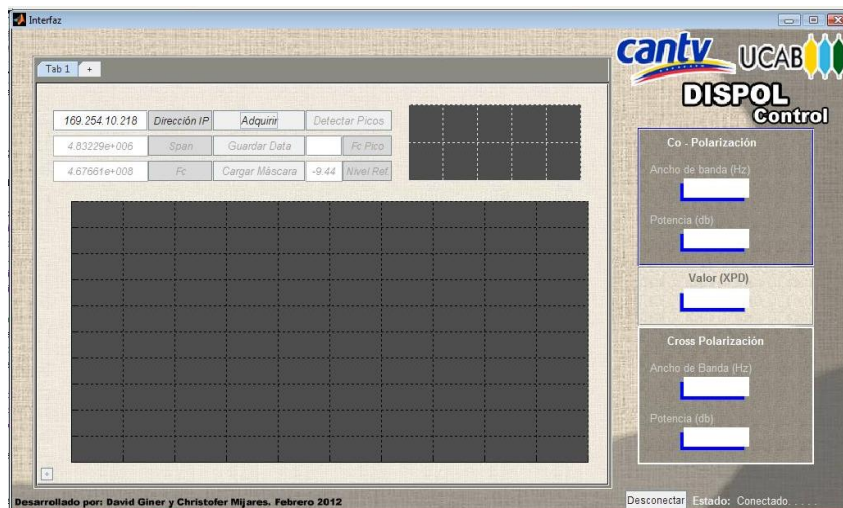 Interfaz
cantv
UCAB
Tab 1 +
DISPOL
Control
169.254.10.218 Dirección IP Adquirir Detectar Picos
4.83229e+006 Span Guardar Data Fc Pico
4.67661e+008 Fc Cargar Máscara -9.44 Nivel Ref
Co - Polarización
Ancho de banda (Hz)
Potencia (db)
Valor (XPD)
Cross Polarización
Ancho de Banda (Hz)
Potencia (db)
+
Desarrollado por: David Giner y Christofer Mijares. Febrero 2012
Desconectar Estado: Conectado. . . . .